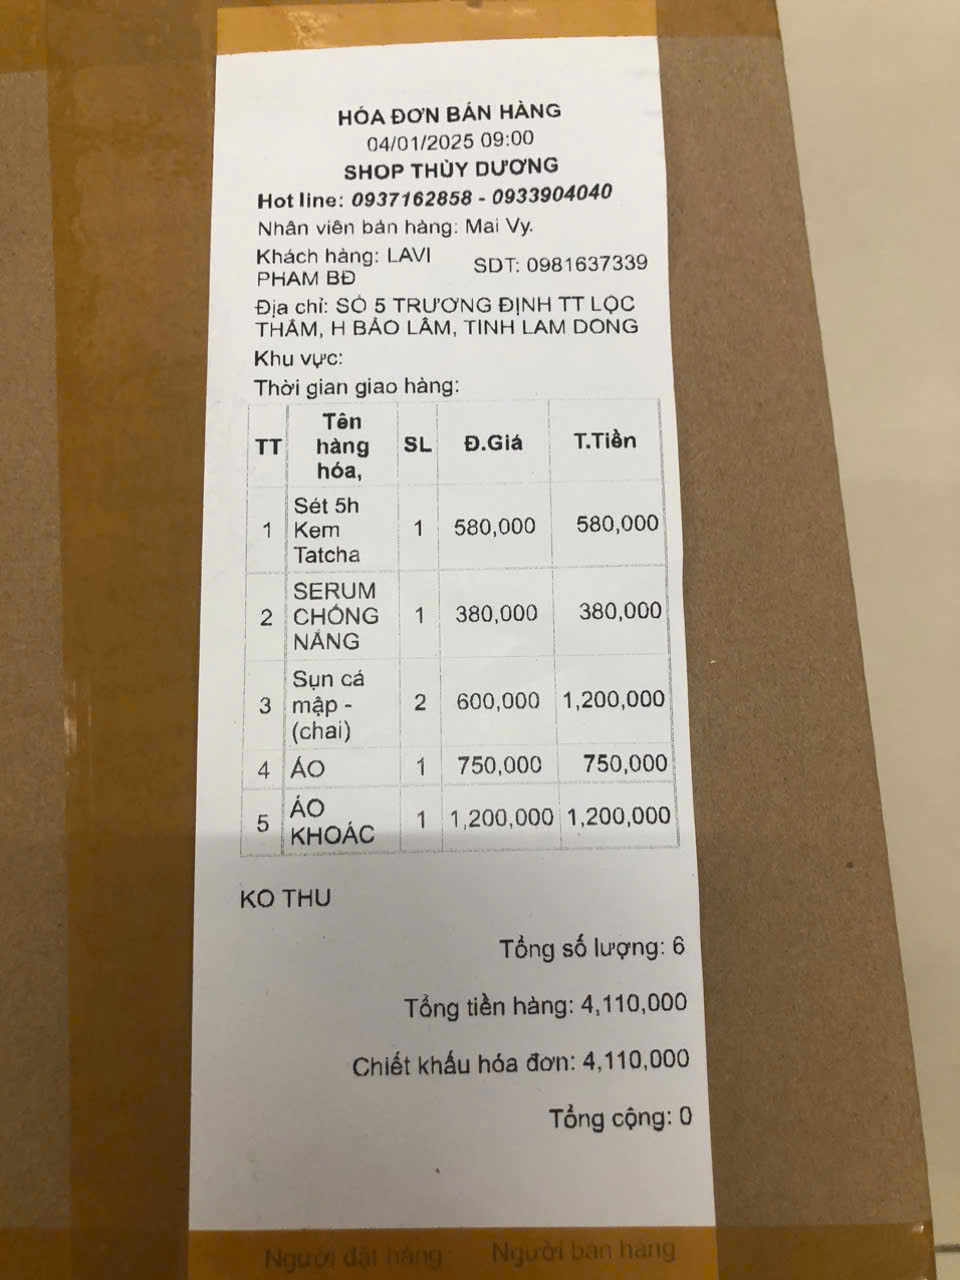 HÓA ĐƠN BÁN HÀNG
04/01/2025 09:00
SHOP THÙY DƯƠNG
Hot line: 0937162858 - 0933904040
Nhân viên bán hàng: Mai Vy.
Khách hàng: LAVI PHAM BĐ SDT: 0981637339
Địa chỉ: SỐ 5 TRƯƠNG ĐỊNH TT LỘC
THẮM, H BẢO LÂM, TINH LAM DONG
Khu vực:
Thời gian giao hàng:
TT Tên hàng hóa, SL Đ.Giá T.Tiền
1 Sét 5h Kem Tatcha 1 580,000 580,000
2 SERUM CHỐNG NẮNG 1 380,000 380,000
3 Sụn cá mập - (chai) 2 600,000 1,200,000
4 ÁO 1 750,000 750,000
5 ÁO KHOÁC 1 1,200,000 1,200,000
KO THU
Tổng số lượng: 6
Tổng tiền hàng: 4,110,000
Chiết khấu hóa đơn: 4,110,000
Tổng cộng: 0
Người đặt hàng Người bán hàng